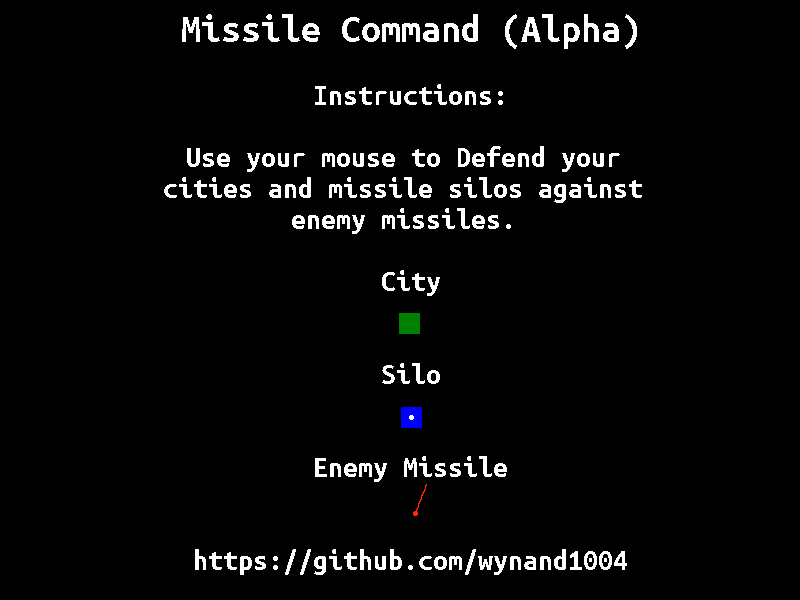 Missile Command (Alpha)
Instructions:
Use your mouse to Defend your
cities and missile silos against
enemy missiles.
City
Silo
Enemy Missile
https://github.com/wynand1004